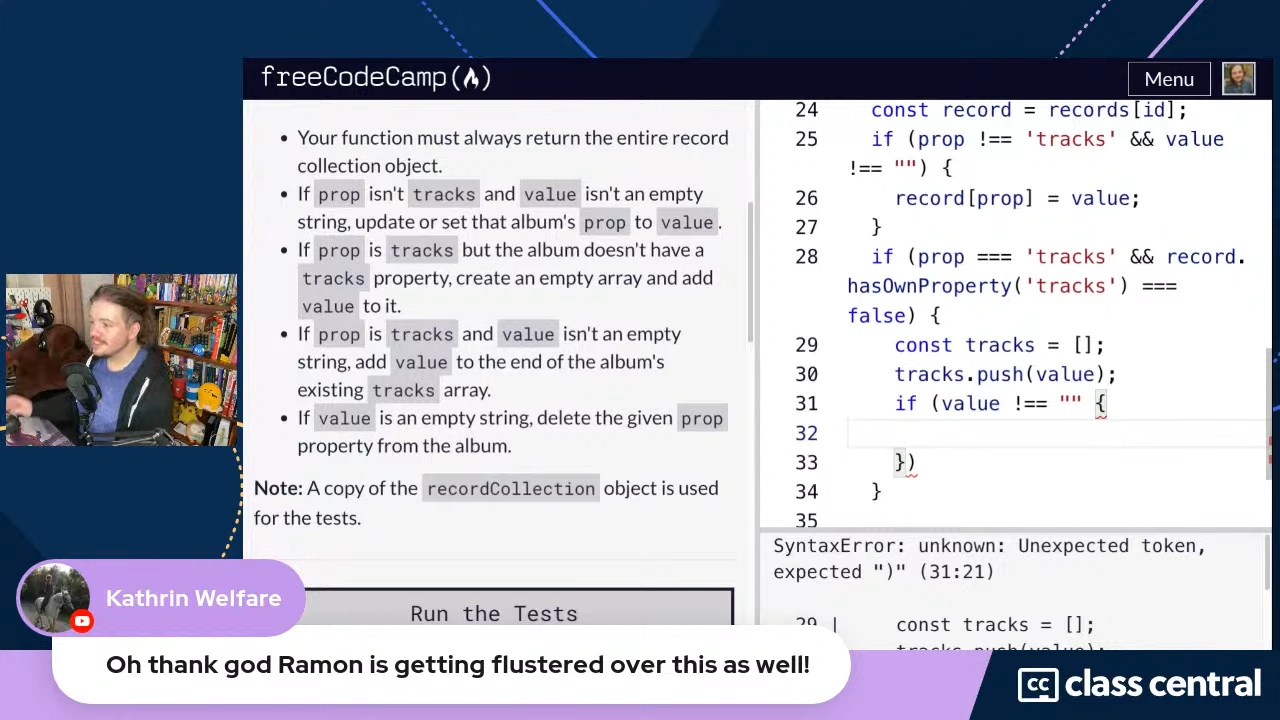 freeCodeCamp(🔥)
Menu
Your function must always return the entire record
collection object.
If prop isn't tracks and value isn't an empty
string, update or set that album's prop to value.
If prop is tracks but the album doesn't have a
tracks property, create an empty array and add
value to it.
If prop is tracks and value isn't an empty
string, add value to the end of the album's
existing tracks array.
If value is an empty string, delete the given prop
property from the album.
Note: A copy of the recordCollection object is used
for the tests.
Run the Tests
24 const record = records[id];
25 if (prop !== 'tracks' && value
!== "") {
26 record[prop] = value;
27 }
28 if (prop === 'tracks' && record.
hasOwnProperty('tracks') ===
false) {
29 const tracks = [];
30 tracks.push(value);
31 if (value !== "" {
32
33 })
34 }
35
SyntaxError: unknown: Unexpected token,
expected ")" (31:21)
29 | const tracks = [];
tracks.push(value);
Kathrin Welfare
Oh thank god Ramon is getting flustered over this as well!
cc class central